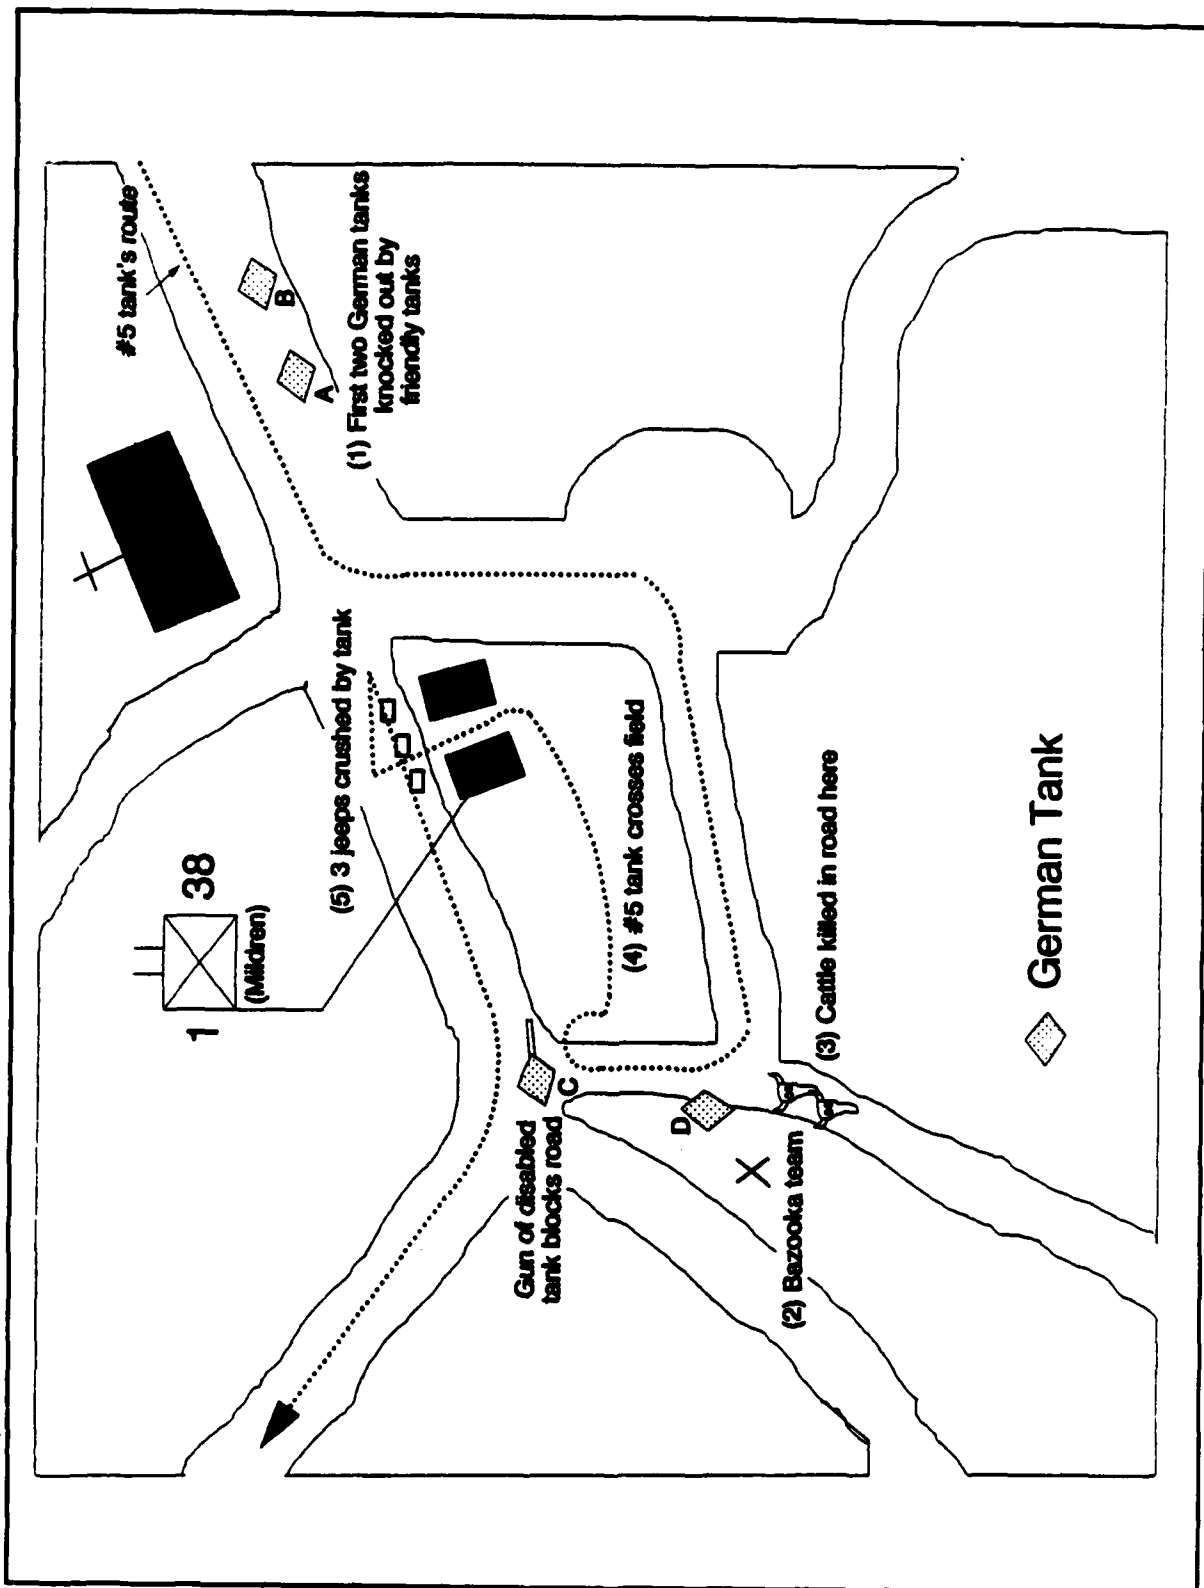 #5 tank's route
B
A
(1) First two German tanks
knocked out by
friendly tanks
1
38
(Mildren)
(5) 3 jeeps crushed by tank
(4) #5 tank crosses field
Gun of disabled
tank blocks road
C
D
(2) Bazooka team
(3) Cattle killed in road here
German Tank